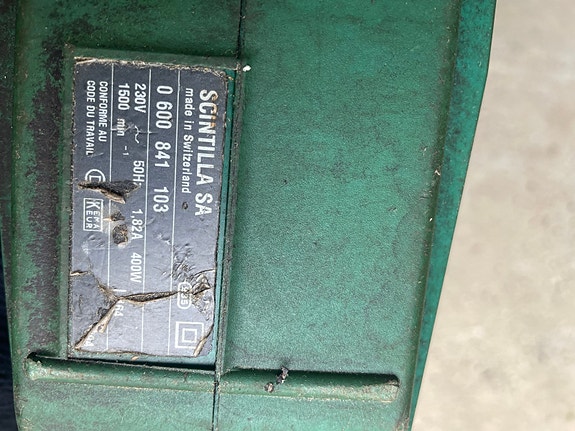 SCINTILLA SA
made in Switzerland
0 600 841 103
230V 50Hz 1,82A 400W
1500 min -1
CONFORME AU
CODE DU TRAVAIL
KEMA
KEUR